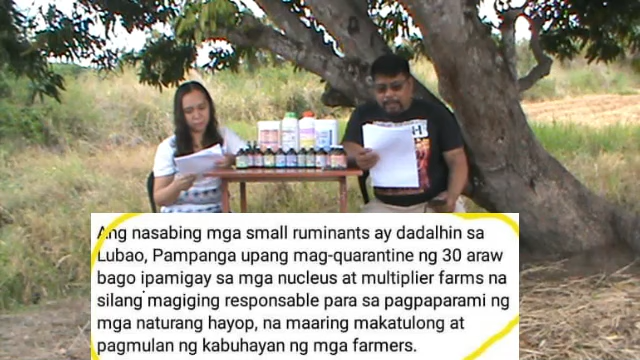 Ang nasabing mga small ruminants ay dadalhin sa
Lubao, Pampanga upang mag-quarantine ng 30 araw
bago ipamigay sa mga nucleus at multiplier farms na
silang magiging responsable para sa pagpaparami ng
mga naturang hayop, na maaring makatulong at
pagmulan ng kabuhayan ng mga farmers.